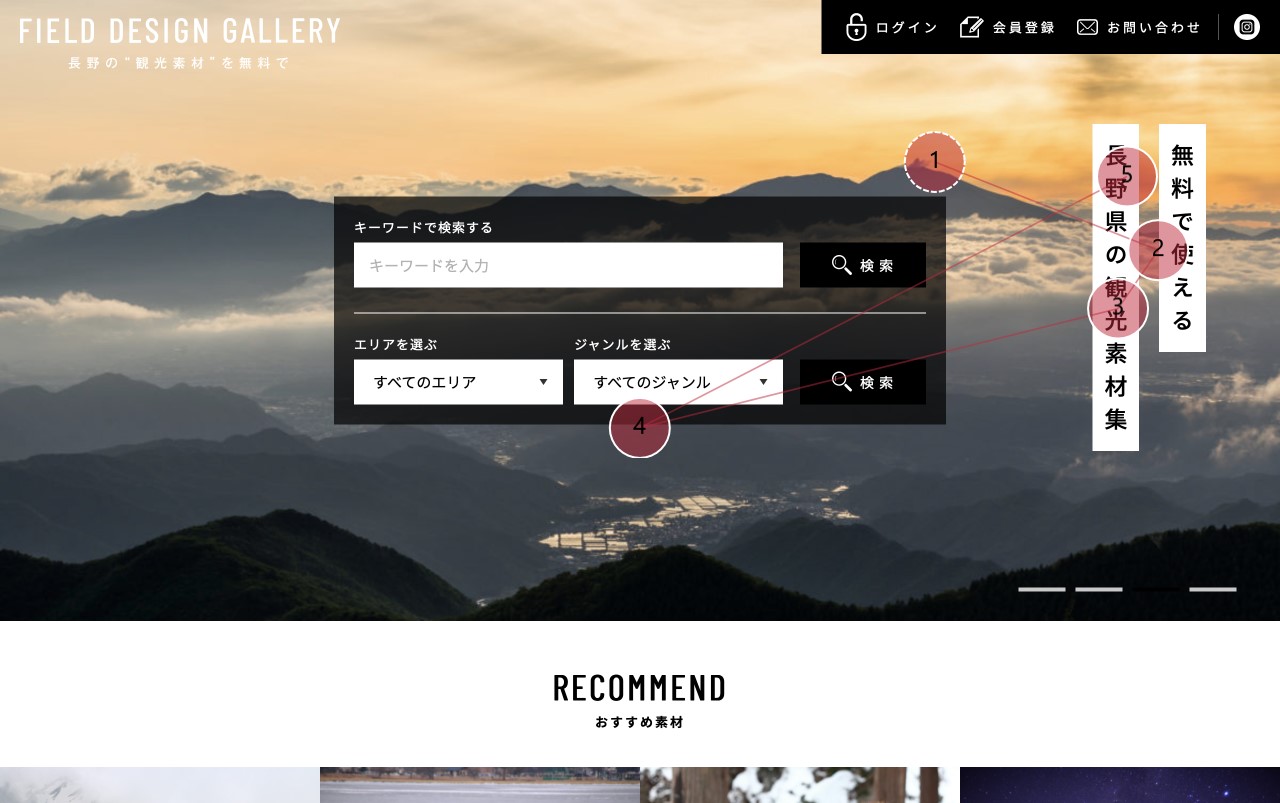 FIELD DESIGN GALLERY
長野の"観光素材"を無料で
ログイン
会員登録
お問い合わせ
無料で使える
長野県の観光素材集
キーワードで検索する
キーワードを入力
検索
エリアを選ぶ
ジャンルを選ぶ
すべてのエリア
すべてのジャンル
検索
1
2
3
4
5
RECOMMEND
おすすめ素材